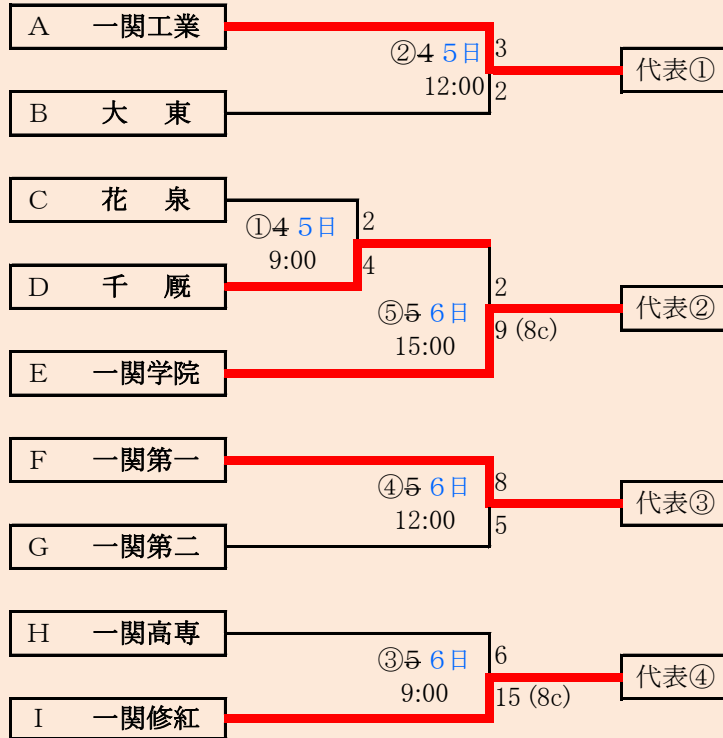 A 一関工業
②4 5日 3
12:00 2
代表①
B 大 東
C 花 泉
①4 5日 2
9:00 4
D 千 厩
⑤5 6日 2
15:00 9 (8c)
代表②
E 一関学院
F 一関第一
④5 6日 8
12:00 5
代表③
G 一関第二
H 一関高専
③5 6日 6
9:00 15 (8c)
代表④
I 一関修紅